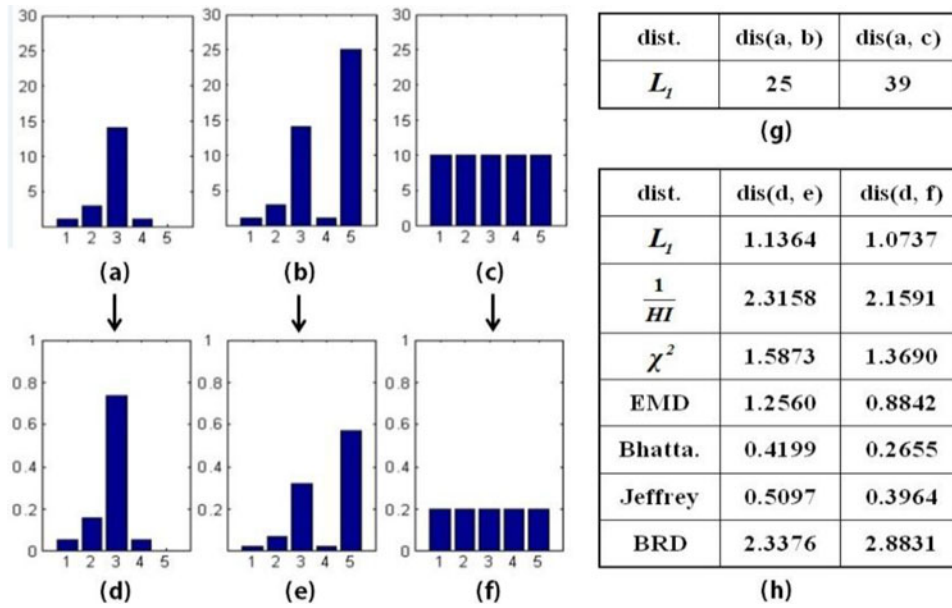 30
25
20
15
10
5
1 2 3 4 5
(a)
30
25
20
15
10
5
0
1 2 3 4 5
(b)
30
25
20
15
10
5
0
1 2 3 4 5
(c)
1
0.8
0.6
0.4
0.2
0
1 2 3 4 5
(d)
1
0.8
0.6
0.4
0.2
0
1 2 3 4 5
(e)
1
0.8
0.6
0.4
0.2
0
1 2 3 4 5
(f)
dist. dis(a, b) dis(a, c)
L₁ 25 39
(g)
dist. dis(d, e) dis(d, f)
L₁ 1.1364 1.0737
1/HI 2.3158 2.1591
χ² 1.5873 1.3690
EMD 1.2560 0.8842
Bhatta. 0.4199 0.2655
Jeffrey 0.5097 0.3964
BRD 2.3376 2.8831
(h)